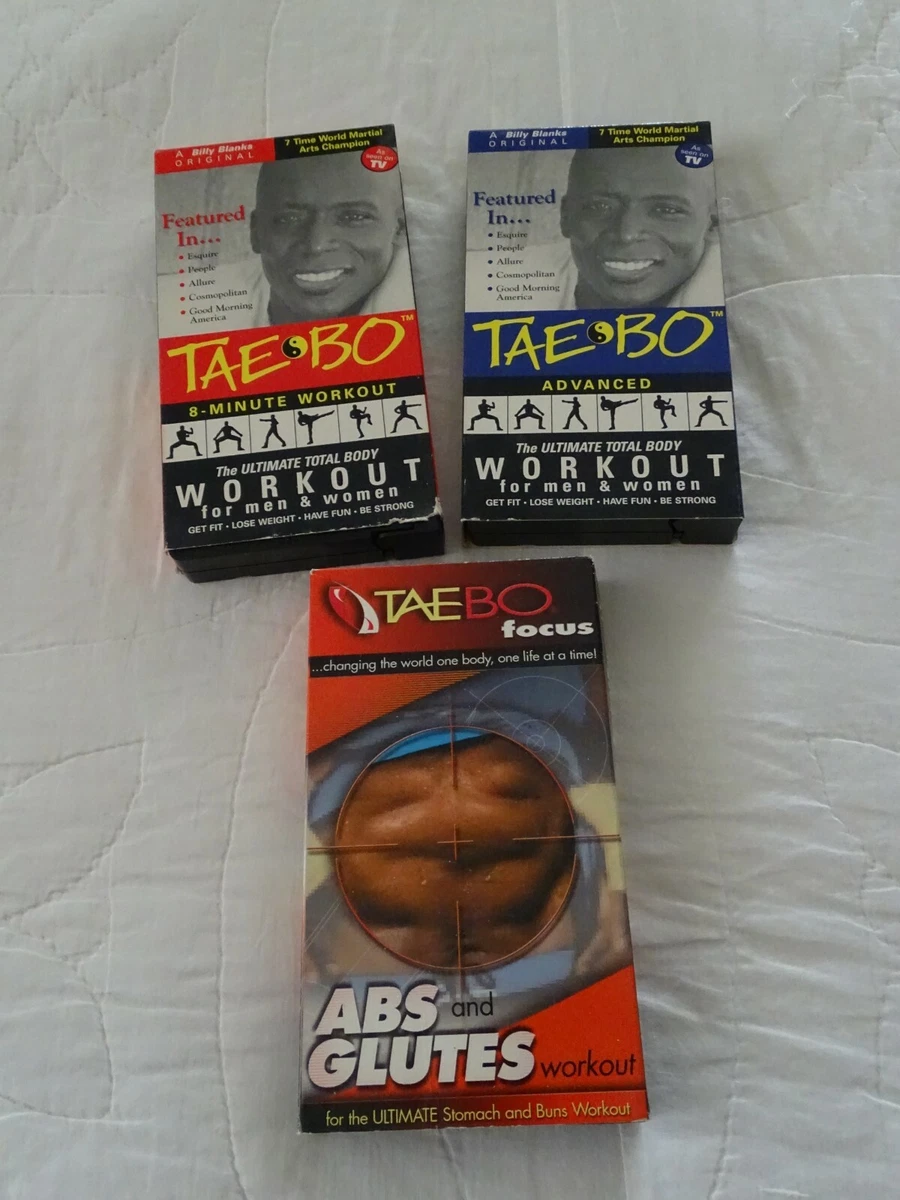 A Billy Blanks
ORIGINAL
7 Time World Martial
Arts Champion
As
seen on
TV
Featured
In...
• Esquire
• People
• Allure
• Cosmopolitan
• Good Morning
America
TAE BO™
8-MINUTE WORKOUT
The ULTIMATE TOTAL BODY
WORKOUT
for men & women
GET FIT • LOSE WEIGHT • HAVE FUN • BE STRONG
A Billy Blanks
ORIGINAL
7 Time World Martial
Arts Champion
As
seen on
TV
Featured
In...
• Esquire
• People
• Allure
• Cosmopolitan
• Good Morning
America
TAE BO™
ADVANCED
The ULTIMATE TOTAL BODY
WORKOUT
for men & women
GET FIT • LOSE WEIGHT • HAVE FUN • BE STRONG
TAEBO
focus
...changing the world one body, one life at a time!
ABS and
GLUTES workout
for the ULTIMATE Stomach and Buns Workout